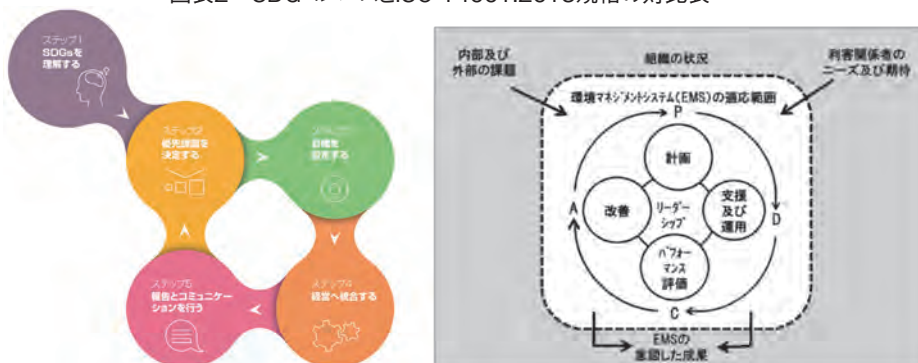 ステップ1
SDGsを
理解する
ステップ2
優先課題を
決定する
目標を
設定する
ステップ4
経営へ統合する
ステップ5
報告とコミュニケー
ションを行う
内部及び
外部の課題
組織の状況
利害関係者の
ニーズ及び期待
環境マネジメントシステム(EMS)の適応範囲
P
計画
A
改善
リーダー
シップ
支援
及び
運用
D
パフォー
マンス
評価
C
EMSの
意図した成果